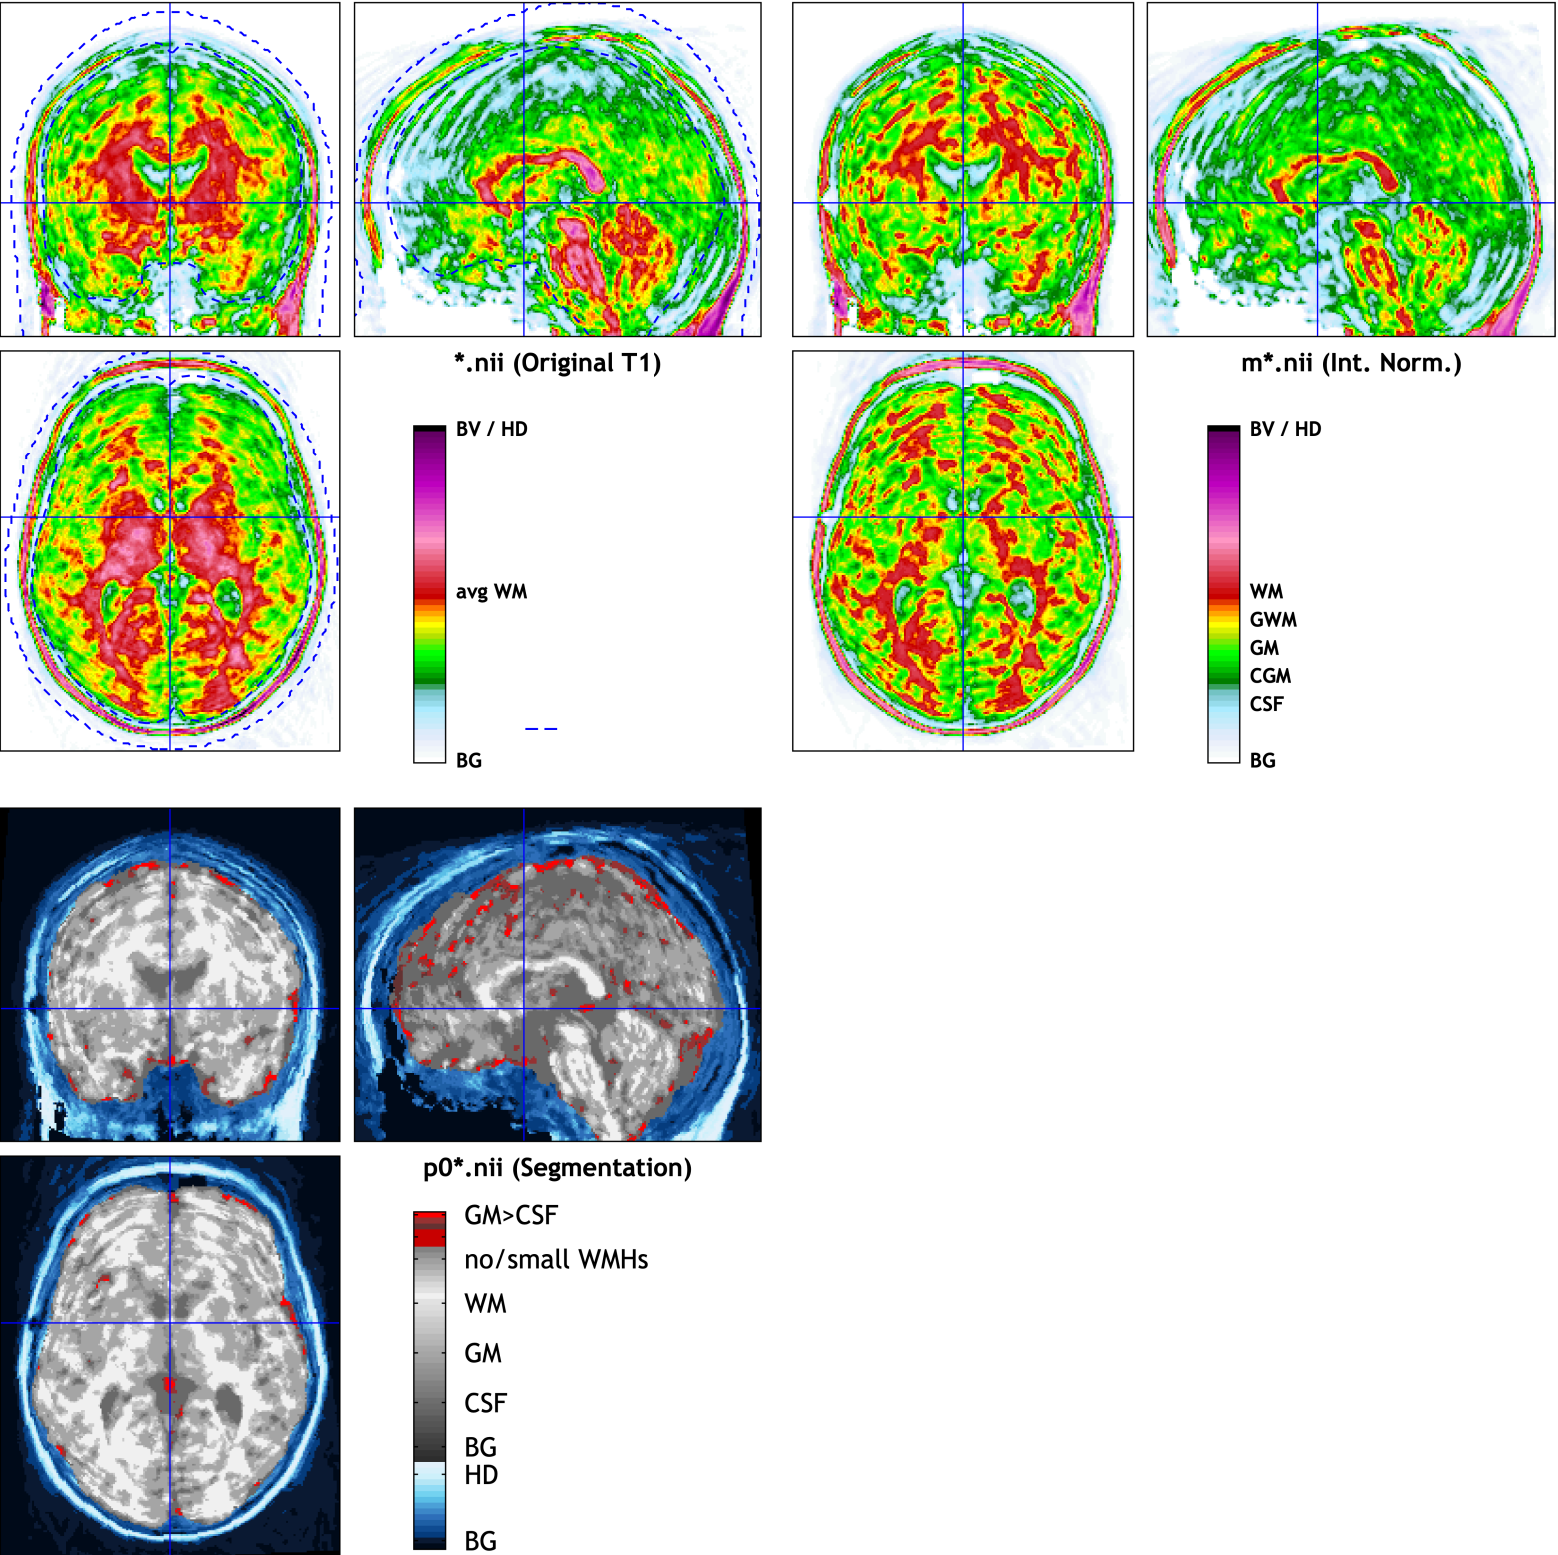 *.nii (Original T1)
BV / HD
avg WM
BG
m*.nii (Int. Norm.)
BV / HD
WM
GWM
GM
CGM
CSF
BG
p0*.nii (Segmentation)
GM>CSF
no/small WMHs
WM
GM
CSF
BG
HD
BG